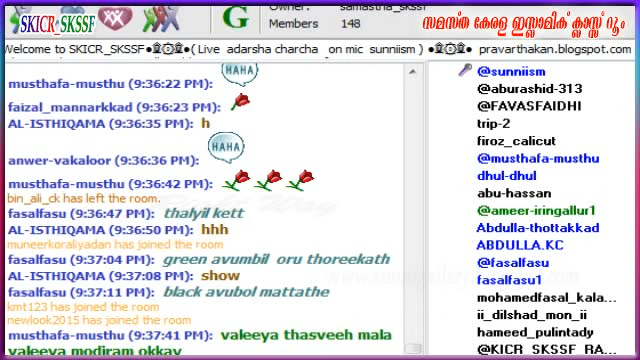 SKICR_SKSSF
G
Owner: samastha_skssf
Members 148
സമസ്ത കേരള ഇസ്ലാമിക് ക്ലാസ്സ് റൂം
Welcome to SKICR_SKSSF●۩۞۩●( Live adarsha charcha on mic sunniism ) ●۩۞۩● pravarthakan.blogspot.com
musthafa-musthu (9:36:22 PM): HAHA
faizal_mannarkkad (9:36:23 PM):
AL-ISTHIQAMA (9:36:35 PM): h
anwer-vakaloor (9:36:36 PM): HAHA
musthafa-musthu (9:36:42 PM):
bin_ali_ck has left the room.
fasalfasu (9:36:47 PM): thalyil kett
AL-ISTHIQAMA (9:36:50 PM): hhh
muneerkoraliyadan has joined the room
fasalfasu (9:37:04 PM): green avumbil oru thoreekath
AL-ISTHIQAMA (9:37:08 PM): show
fasalfasu (9:37:11 PM): black avubol mattathe
kmt123 has joined the room
newlook2015 has joined the room
musthafa-musthu (9:37:41 PM): valeeya thasveeh mala
valeeya modiram okkav
@sunniism
@aburashid-313
@FAVASFAIDHI
trip-2
firoz_calicut
@musthafa-musthu
dhul-dhul
abu-hassan
@ameer-iringallur1
Abdulla-thottakkad
ABDULLA.KC
@fasalfasu
fasalfasu1
mohamedfasal_kala...
ii_dilshad_mon_ii
hameed_pulintady
@KICR_SKSSF_RA...